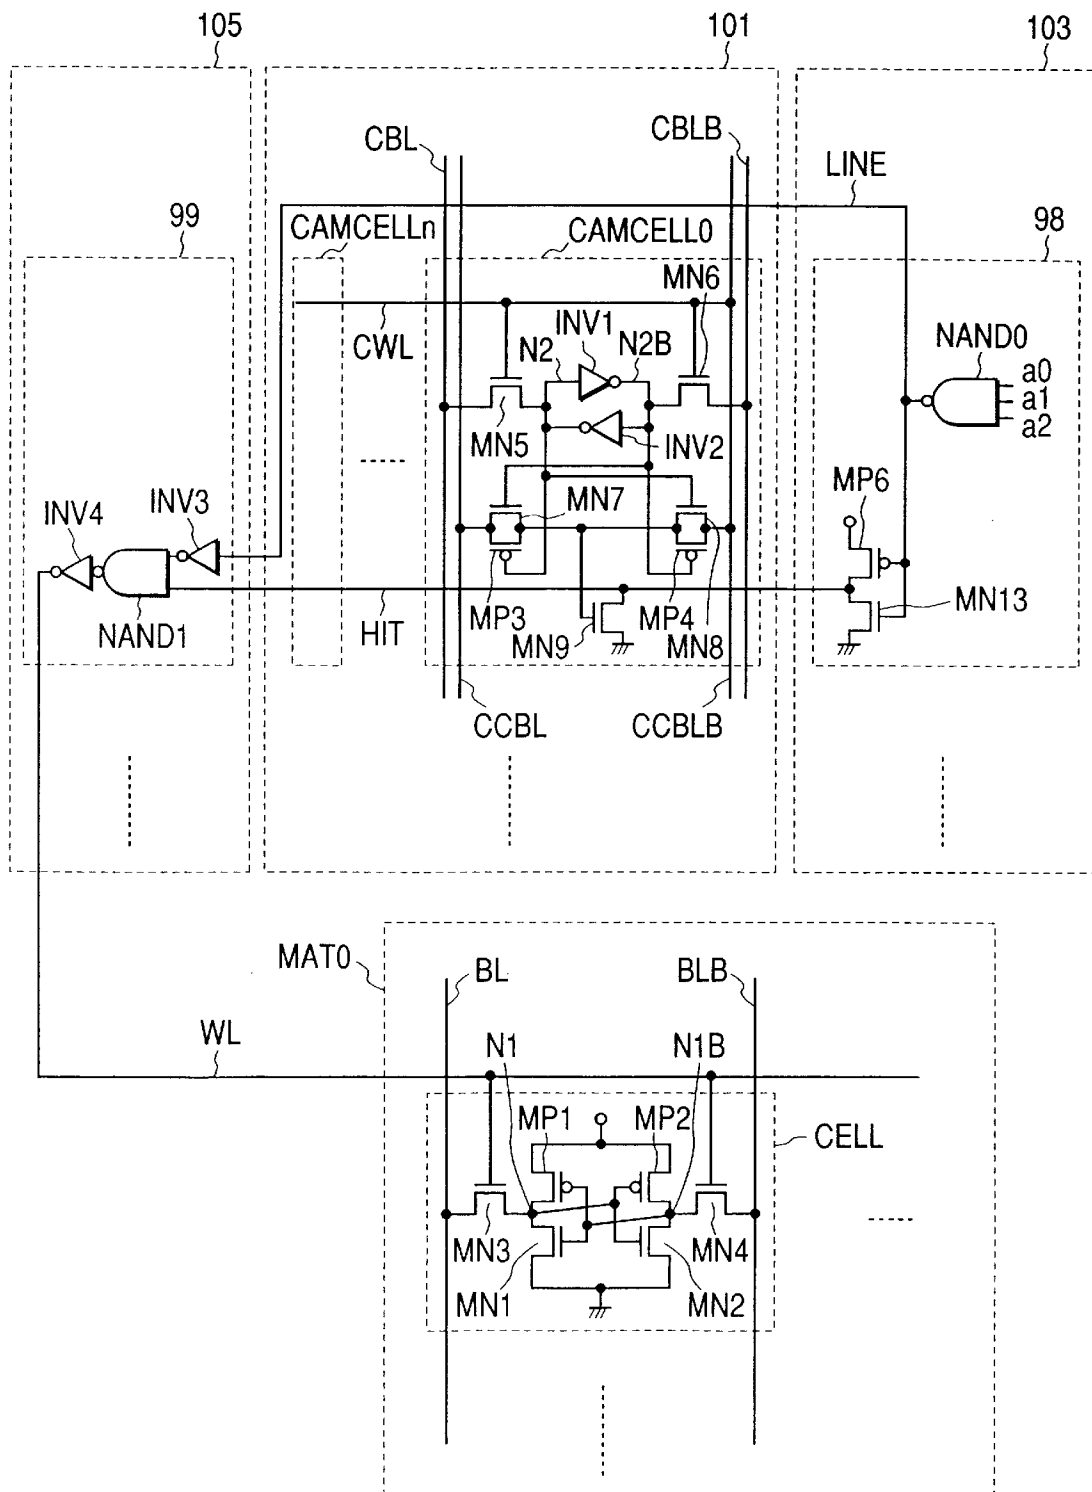 105
101
103
CBL
CBLB
LINE
99
98
CAMCELLn
CAMCELL0
MN6
CWL
INV1
N2
N2B
NAND0
a0
a1
a2
MN5
INV2
MN7
MP6
INV4
INV3
NAND1
HIT
MP3
MN9
MP4
MN8
MN13
CCBL
CCBLB
MAT0
BL
BLB
WL
N1
N1B
MP1
MP2
CELL
MN3
MN4
MN1
MN2